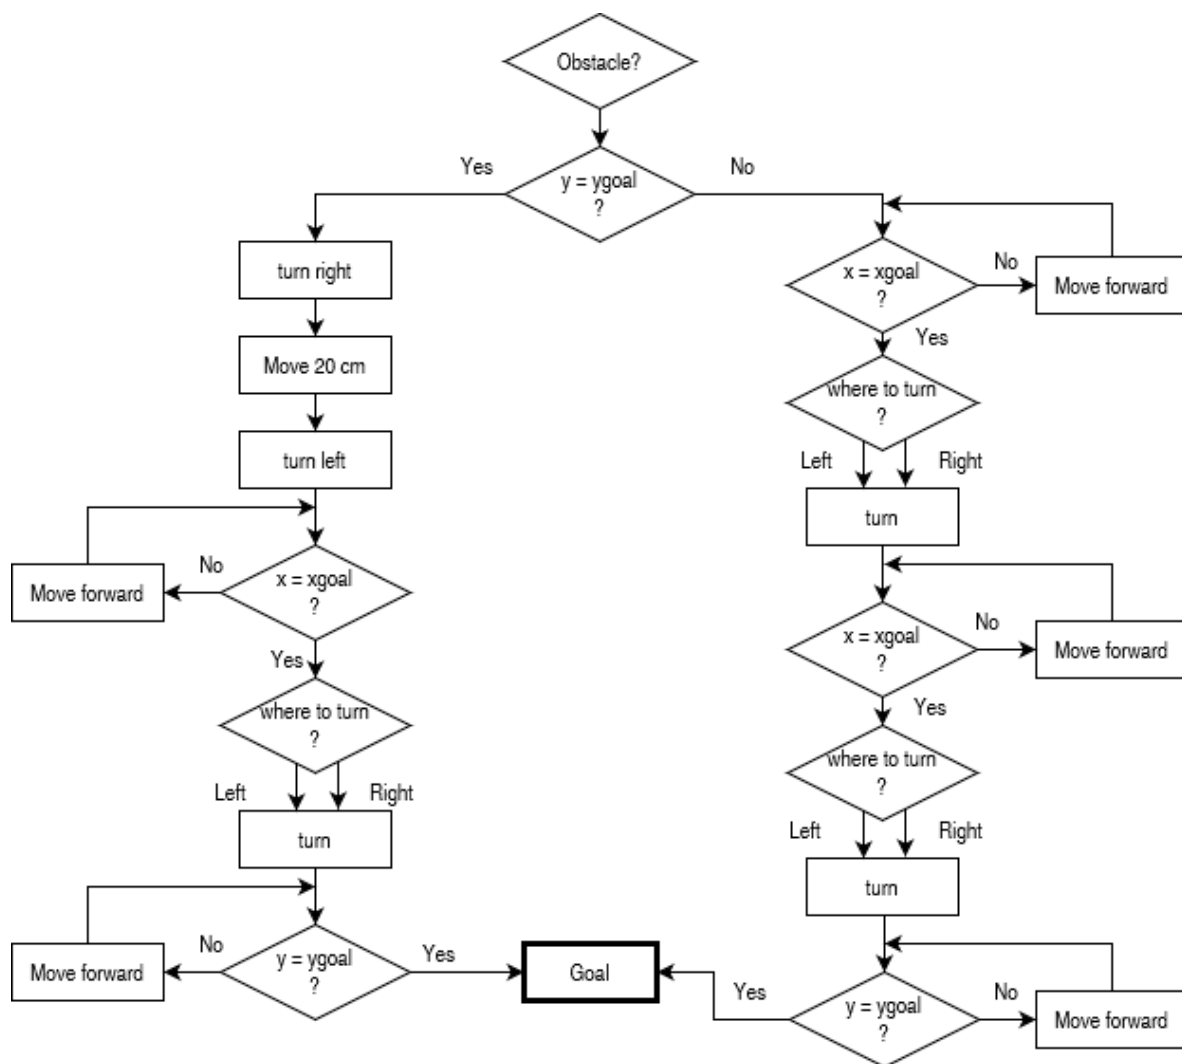 Obstacle?
Yes
y = ygoal
?
No
turn right
x = xgoal
?
No
Move forward
Yes
Move 20 cm
where to turn
?
turn left
Left
Right
turn
x = xgoal
?
No
Move forward
Yes
x = xgoal
?
No
Move forward
Yes
where to turn
?
Left
Right
turn
where to turn
?
Left
Right
turn
y = ygoal
?
No
Move forward
Yes
Goal
Yes
y = ygoal
?
No
Move forward